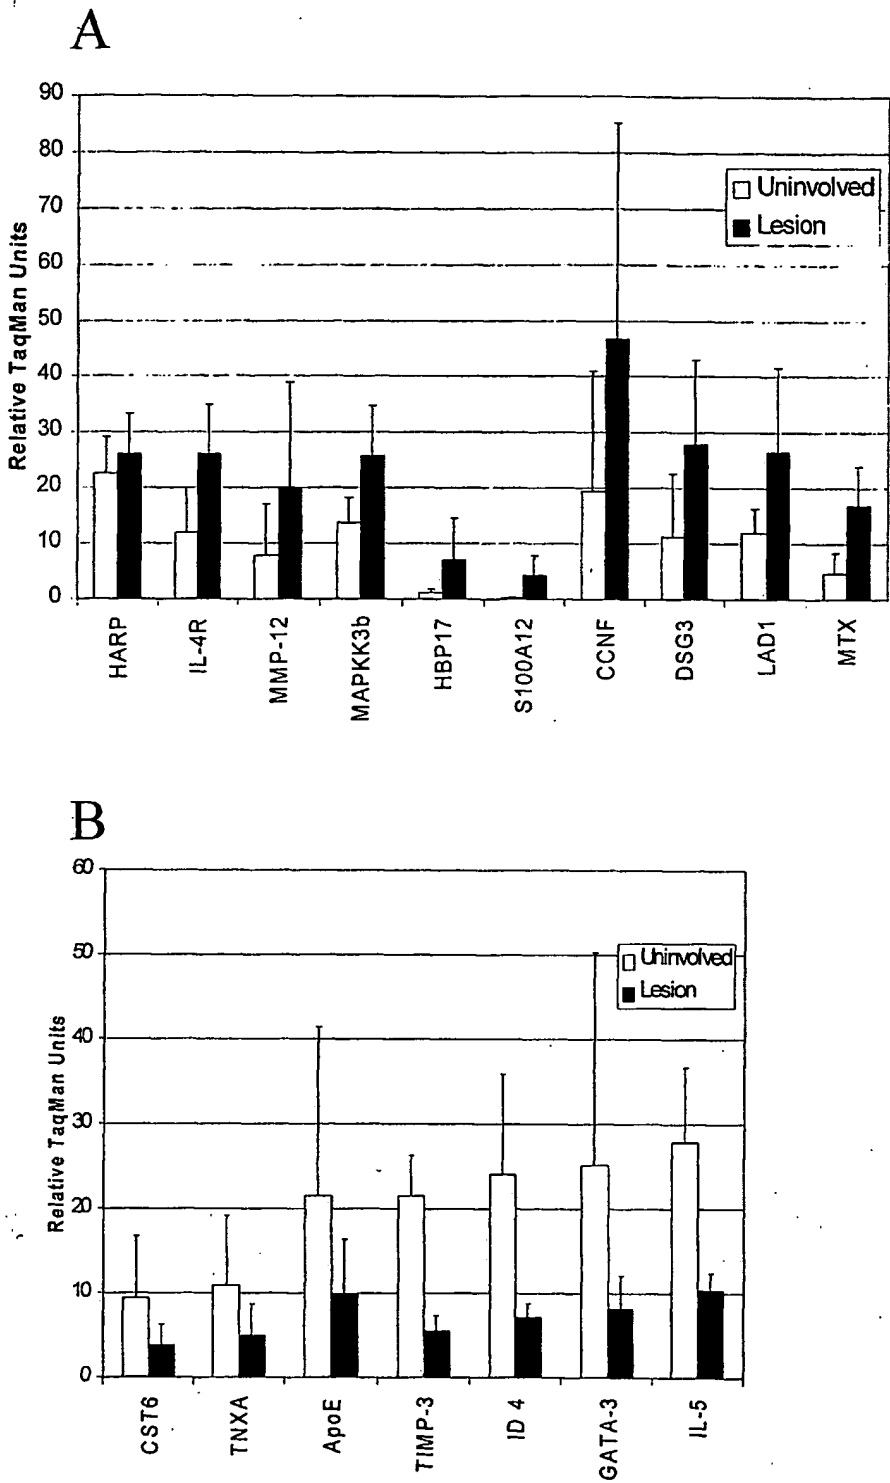 A
90
80
70
60
50
40
30
20
10
0
Relative TaqMan Units
Uninvolved
Lesion
HARP
IL-4R
MMP-12
MAPKK3b
HBP17
S100A12
CCNF
DSG3
LAD1
MTX
B
60
50
40
30
20
10
0
Relative TaqMan Units
Uninvolved
Lesion
CST6
TNXA
ApoE
TIMP-3
ID 4
GATA-3
IL-5